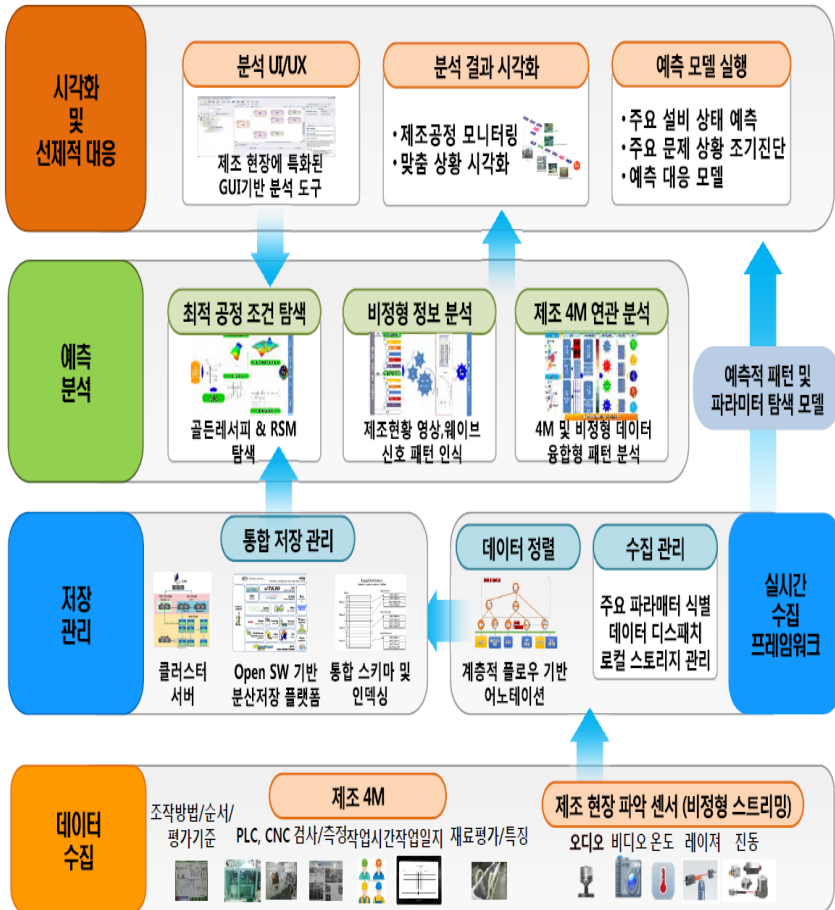 시각화
및
선제적 대응
분석 UI/UX
제조 현장에 특화된
GUI기반 분석 도구
분석 결과 시각화
•제조공정 모니터링
•맞춤 상황 시각화
예측 모델 실행
•주요 설비 상태 예측
•주요 문제 상황 조기진단
•예측 대응 모델
예측
분석
최적 공정 조건 탐색
골든레서피 & RSM
탐색
비정형 정보 분석
제조현황 영상,웨이브
신호 패턴 인식
제조 4M 연관 분석
4M 및 비정형 데이터
융합형 패턴 분석
예측적 패턴 및
파라미터 탐색 모델
저장
관리
통합 저장 관리
클러스터
서버
Open SW 기반
분산저장 플랫폼
통합 스키마 및
인덱싱
데이터 정렬
계층적 플로우 기반
어노테이션
수집 관리
주요 파라매터 식별
데이터 디스패치
로컬 스토리지 관리
실시간
수집
프레임워크
데이터
수집
제조 4M
조작방법/순서/
평가기준
PLC, CNC 검사/측정작업시간작업일지 재료평가/특징
제조 현장 파악 센서 (비정형 스트리밍)
오디오 비디오 온도 레이져 진동